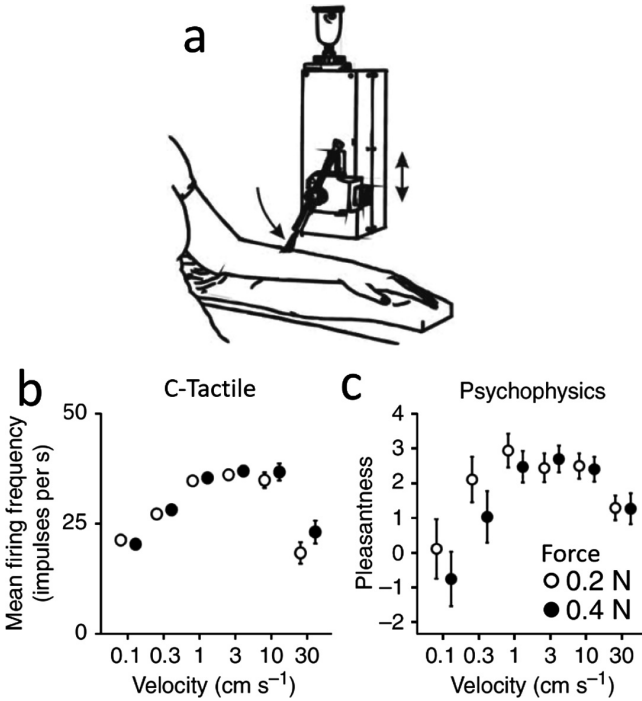 a
b
C-Tactile
Mean firing frequency
(impulses per s)
50
25
0
0.1 0.3 1 3 10 30
Velocity (cm s⁻¹)
c
Psychophysics
Pleasantness
4
3
2
1
0
−1
−2
Force
0.2 N
0.4 N
0.1 0.3 1 3 10 30
Velocity (cm s⁻¹)